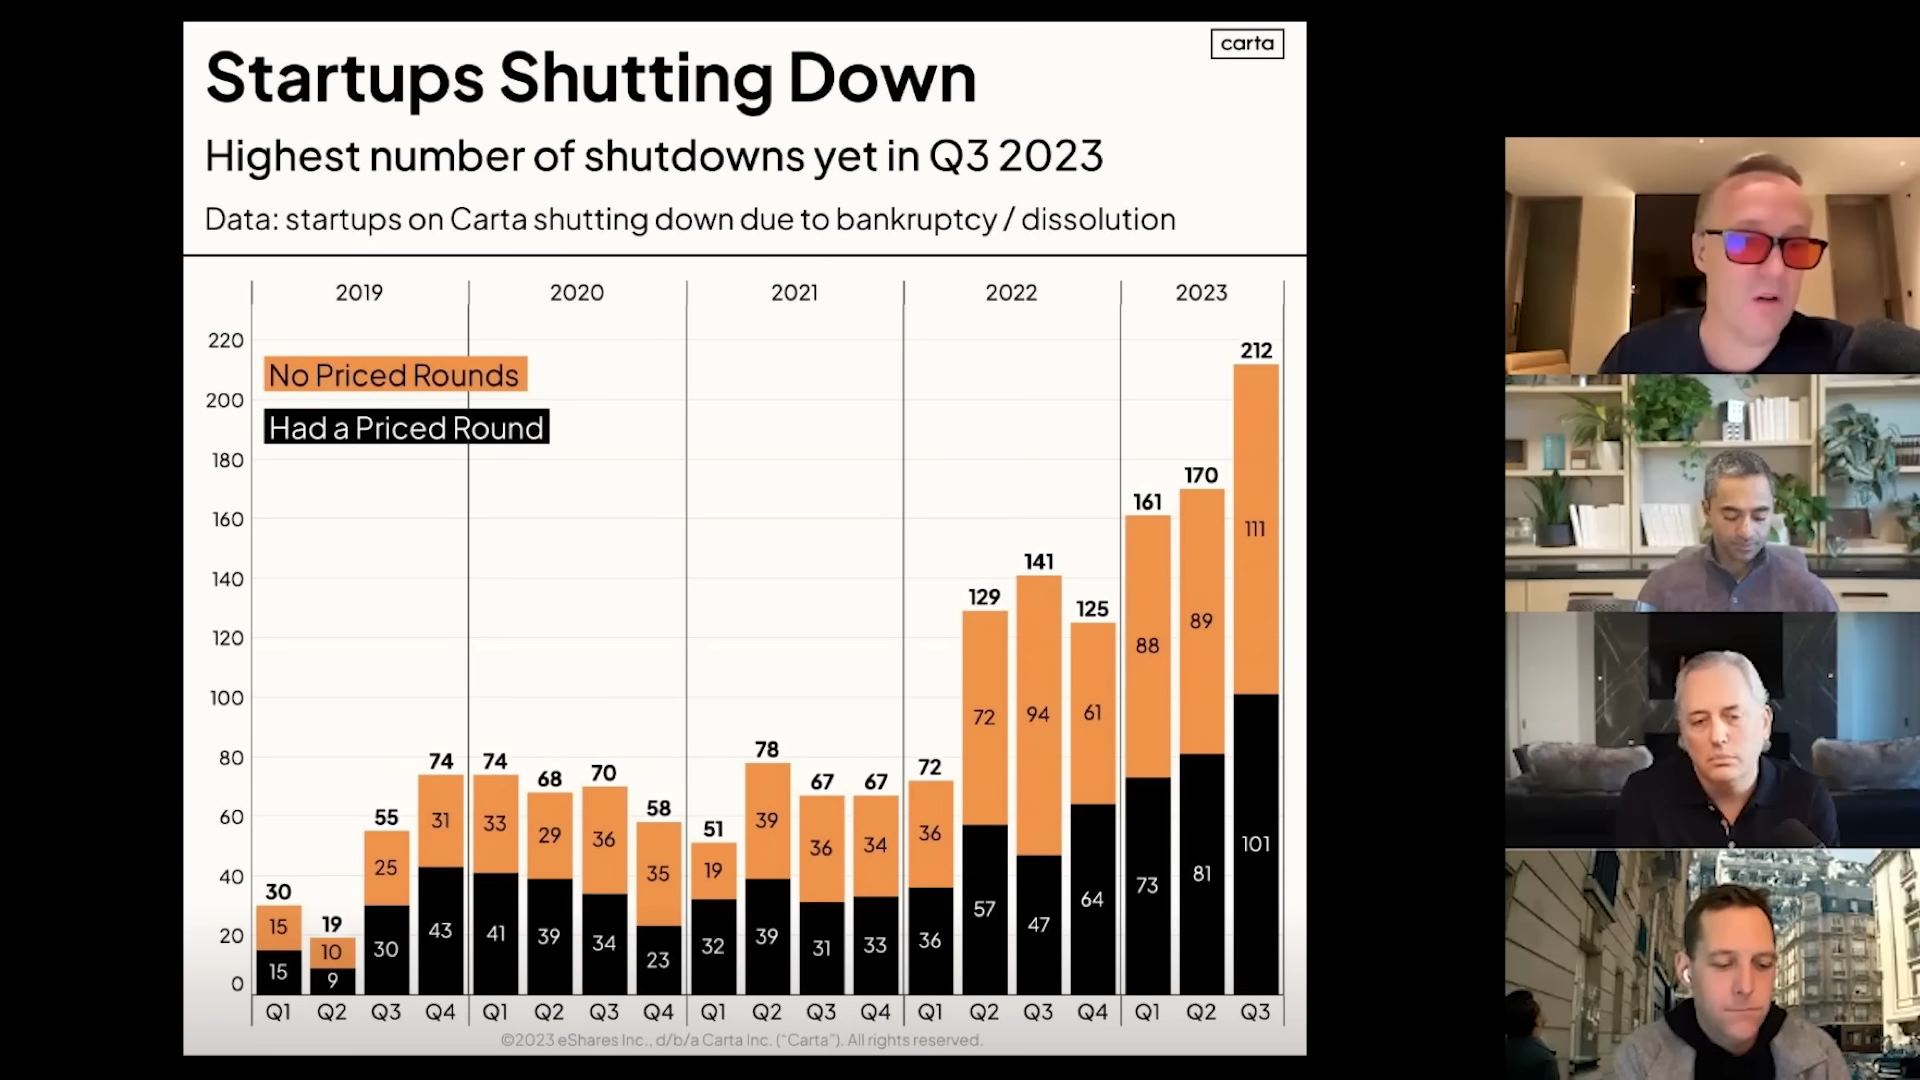 carta
Startups Shutting Down
Highest number of shutdowns yet in Q3 2023
Data: startups on Carta shutting down due to bankruptcy / dissolution
2019 2020 2021 2022 2023
220
200
180
160
140
120
100
80
60
40
20
0
No Priced Rounds
Had a Priced Round
30 19 55 74 74 68 70 58 51 78 67 67 72 129 141 125 161 170 212
15 10 25 31 33 29 36 35 19 39 36 34 36 72 94 61 88 89 111
15 9 30 43 41 39 34 23 32 39 31 33 36 57 47 64 73 81 101
Q1 Q2 Q3 Q4 Q1 Q2 Q3 Q4 Q1 Q2 Q3 Q4 Q1 Q2 Q3 Q4 Q1 Q2 Q3
©2023 eShares Inc., d/b/a Carta Inc. ("Carta"). All rights reserved.